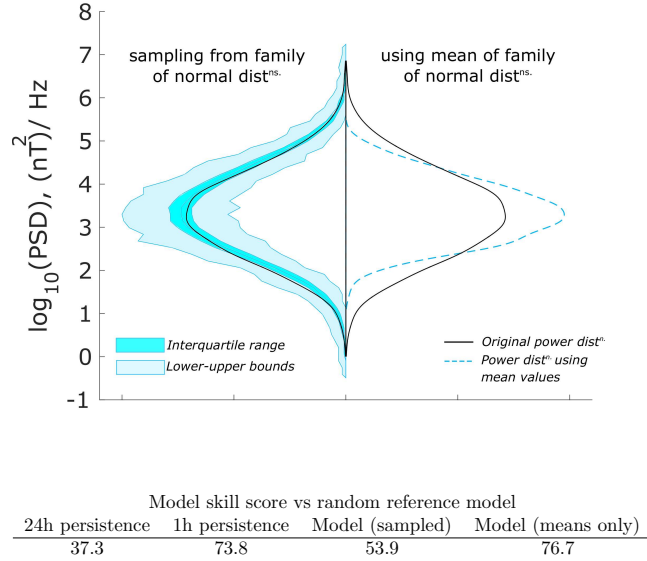 8
7
6
5
4
3
2
1
0
-1
log10(PSD), (nT2)/ Hz
sampling from family
of normal distns.
using mean of family
of normal distns.
Interquartile range
Lower-upper bounds
Original power distn.
Power distn. using
mean values
Model skill score vs random reference model
24h persistence 1h persistence Model (sampled) Model (means only)
37.3 73.8 53.9 76.7